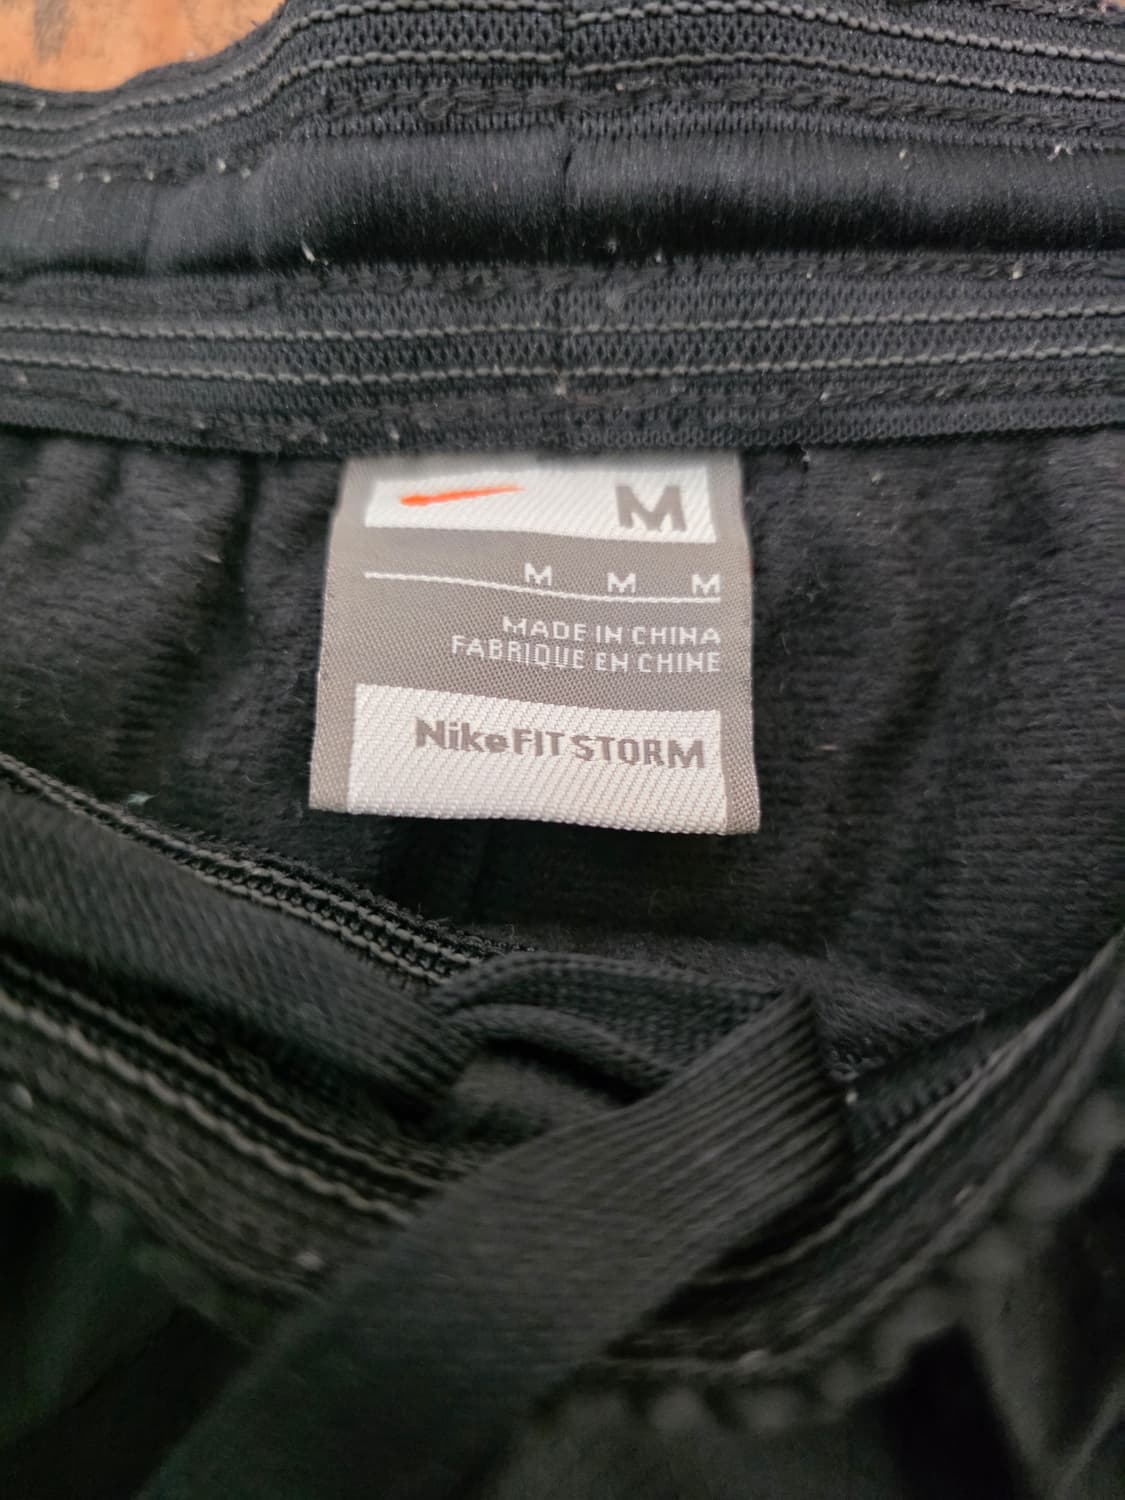 M
M M M
MADE IN CHINA
FABRIQUE EN CHINE
NikeFIT STORM